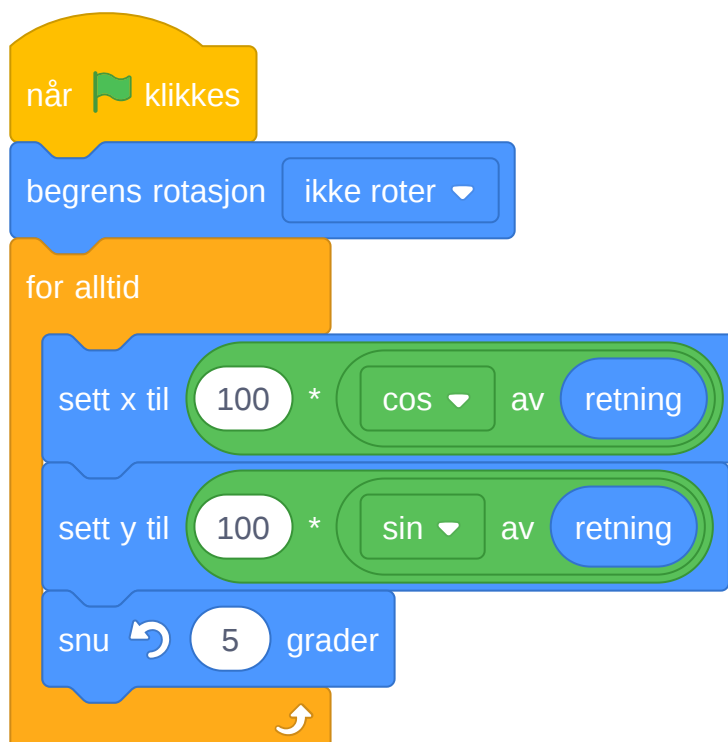 når klikkes
begrens rotasjon ikke roter
for alltid
sett x til 100 * cos av retning
sett y til 100 * sin av retning
snu 5 grader